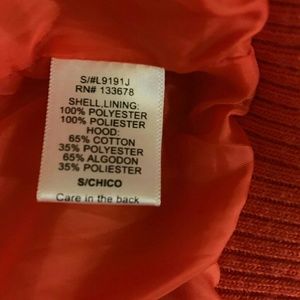 S/#L9191J
RN# 133678
SHELL,LINING:
100% POLYESTER
100% POLIESTER
HOOD:
65% COTTON
35% POLYESTER
65% ALGODON
35% POLIESTER
S/CHICO
Care in the back